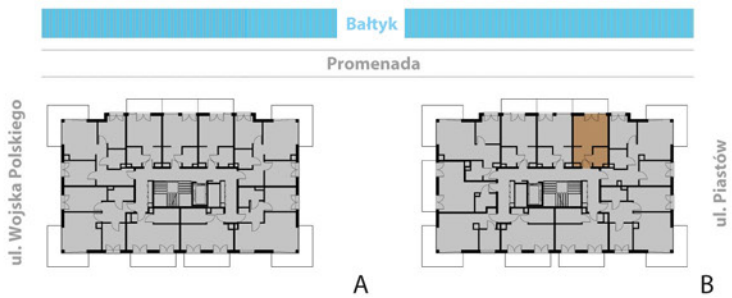 Bałtyk
Promenada
ul. Wojska Polskiego
ul. Piastów
A
B